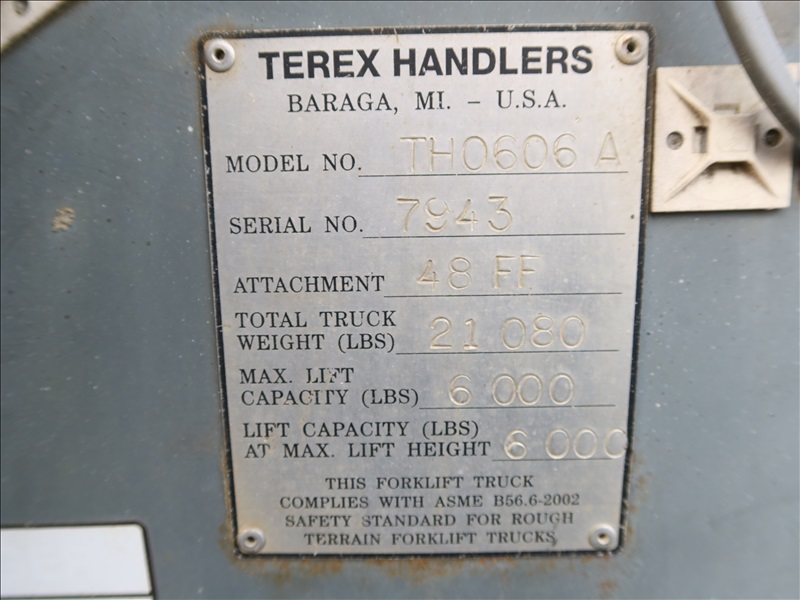 TEREX HANDLERS
BARAGA, MI. - U.S.A.
MODEL NO. TH0606 A
SERIAL NO. 7943
ATTACHMENT 48 FF
TOTAL TRUCK
WEIGHT (LBS) 21 080
MAX. LIFT
CAPACITY (LBS) 6 000
LIFT CAPACITY (LBS)
AT MAX. LIFT HEIGHT 6 000
THIS FORKLIFT TRUCK
COMPLIES WITH ASME B56.6-2002
SAFETY STANDARD FOR ROUGH
TERRAIN FORKLIFT TRUCKS